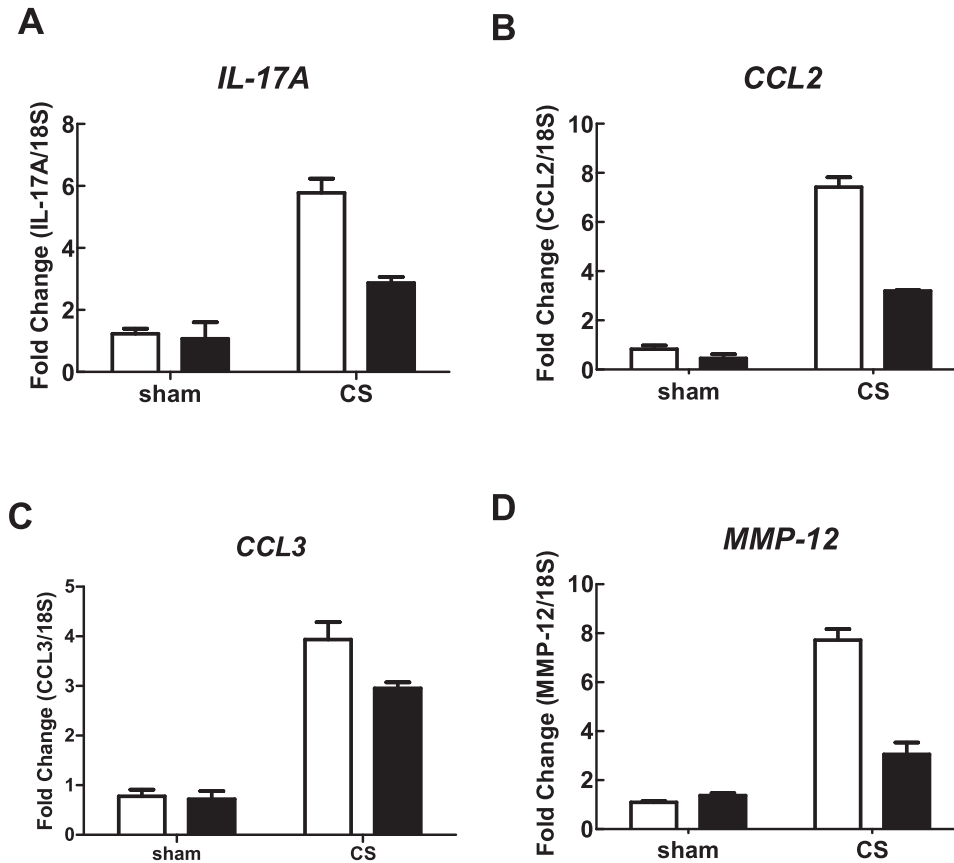 A
IL-17A
Fold Change (IL-17A/18S)
8
6
4
2
0
sham
CS
B
CCL2
Fold Change (CCL2/18S)
10
8
6
4
2
0
sham
CS
C
CCL3
Fold Change (CCL3/18S)
5
4
3
2
1
0
sham
CS
D
MMP-12
Fold Change (MMP-12/18S)
10
8
6
4
2
0
sham
CS